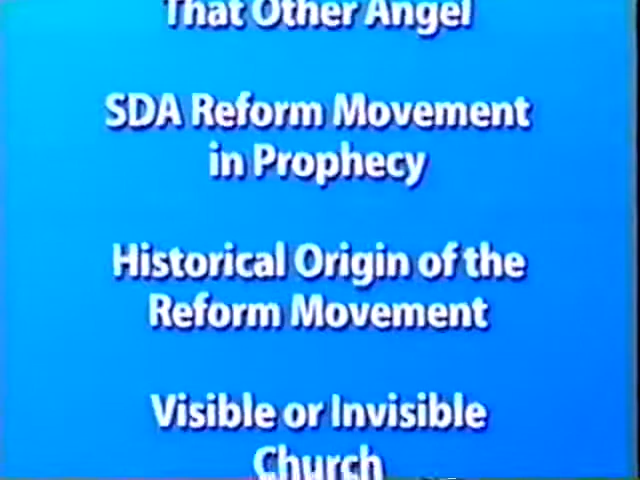 That Other Angel
SDA Reform Movement
in Prophecy
Historical Origin of the
Reform Movement
Visible or Invisible
Church